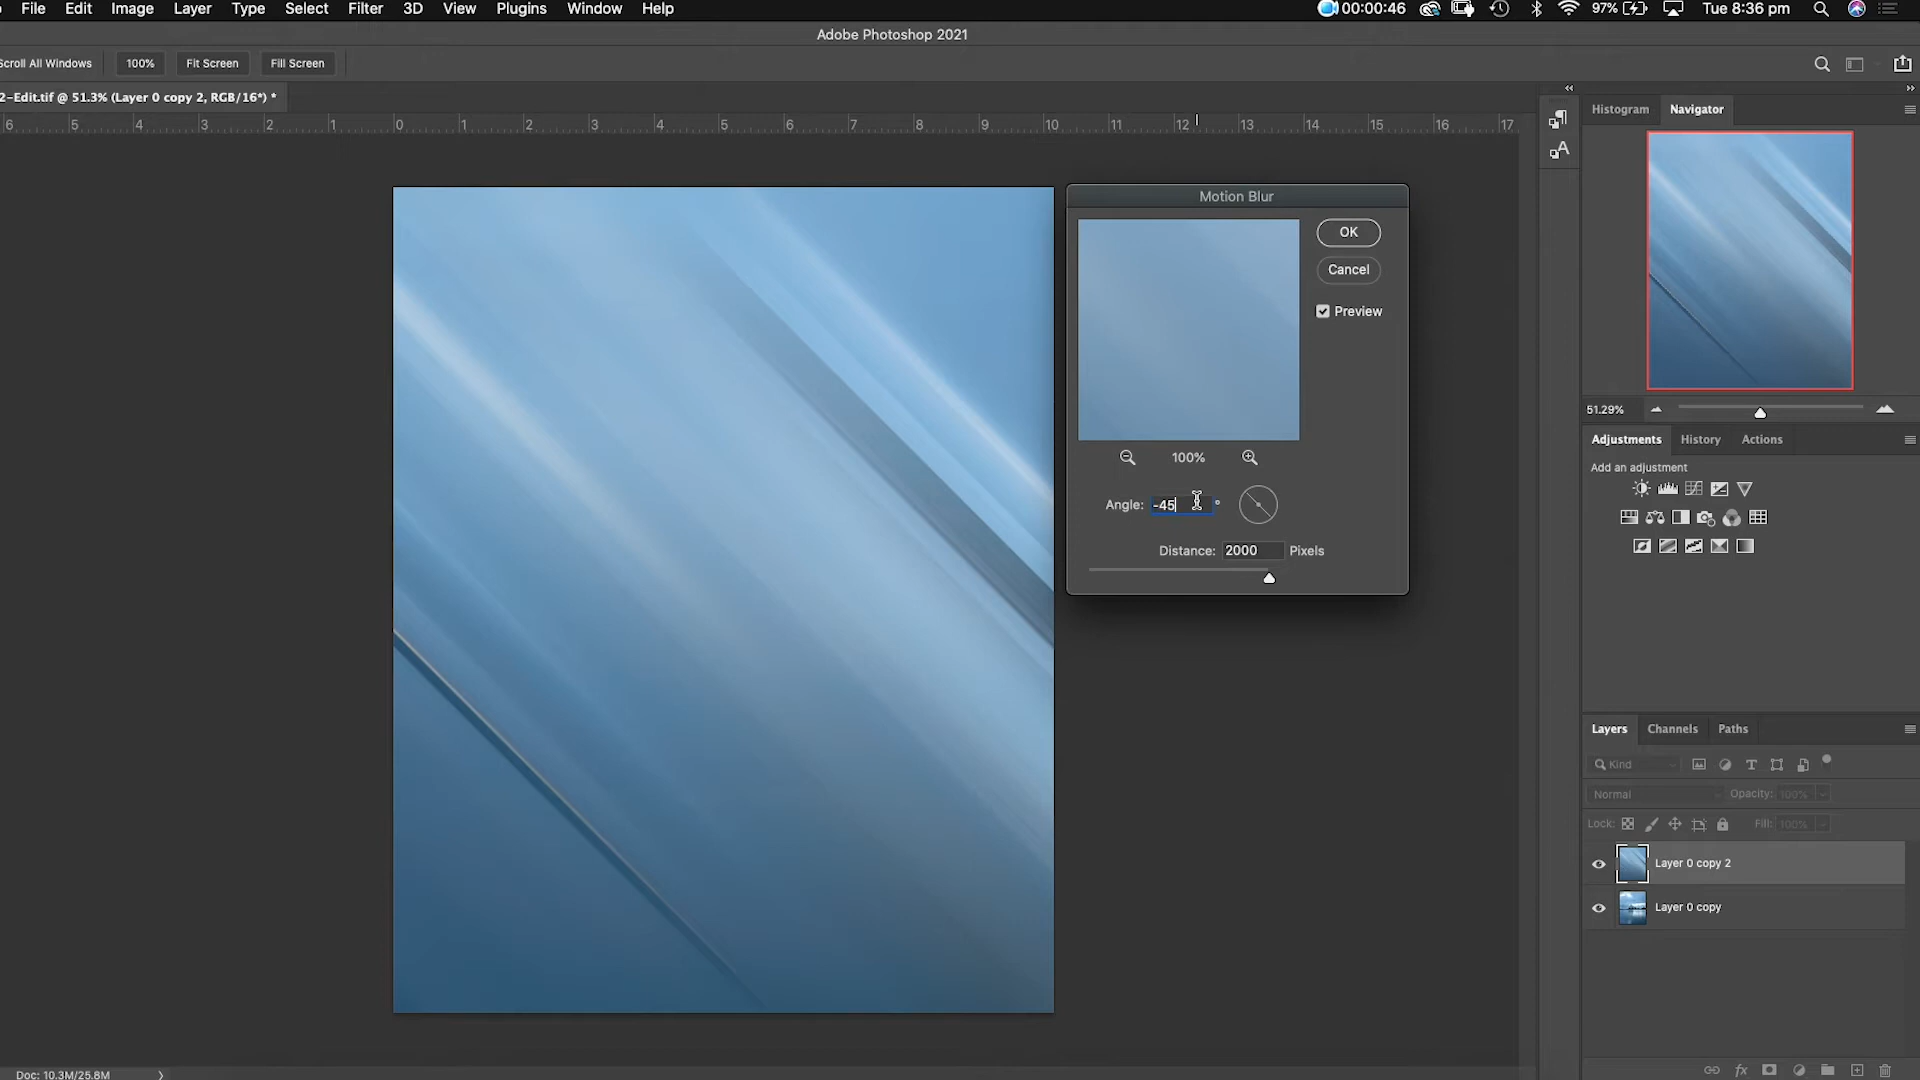 File Edit Image Layer Type Select Filter 3D View Plugins Window Help 00:00:46 97% Tue 8:36 pm
Adobe Photoshop 2021
Scroll All Windows 100% Fit Screen Fill Screen
2-Edit.tif @ 51.3% (Layer 0 copy 2, RGB/16*) *
6 5 4 3 2 1 0 1 2 3 4 5 6 7 8 9 10 11 12 13 14 15 16 17
Histogram Navigator
Motion Blur
OK
Cancel
Preview
100%
Angle: -45 °
Distance: 2000 Pixels
51.29%
Adjustments History Actions
Add an adjustment
Layers Channels Paths
Kind
Normal Opacity: 100%
Lock: Fill: 100%
Layer 0 copy 2
Layer 0 copy
fx
Doc: 10.3M/25.8M